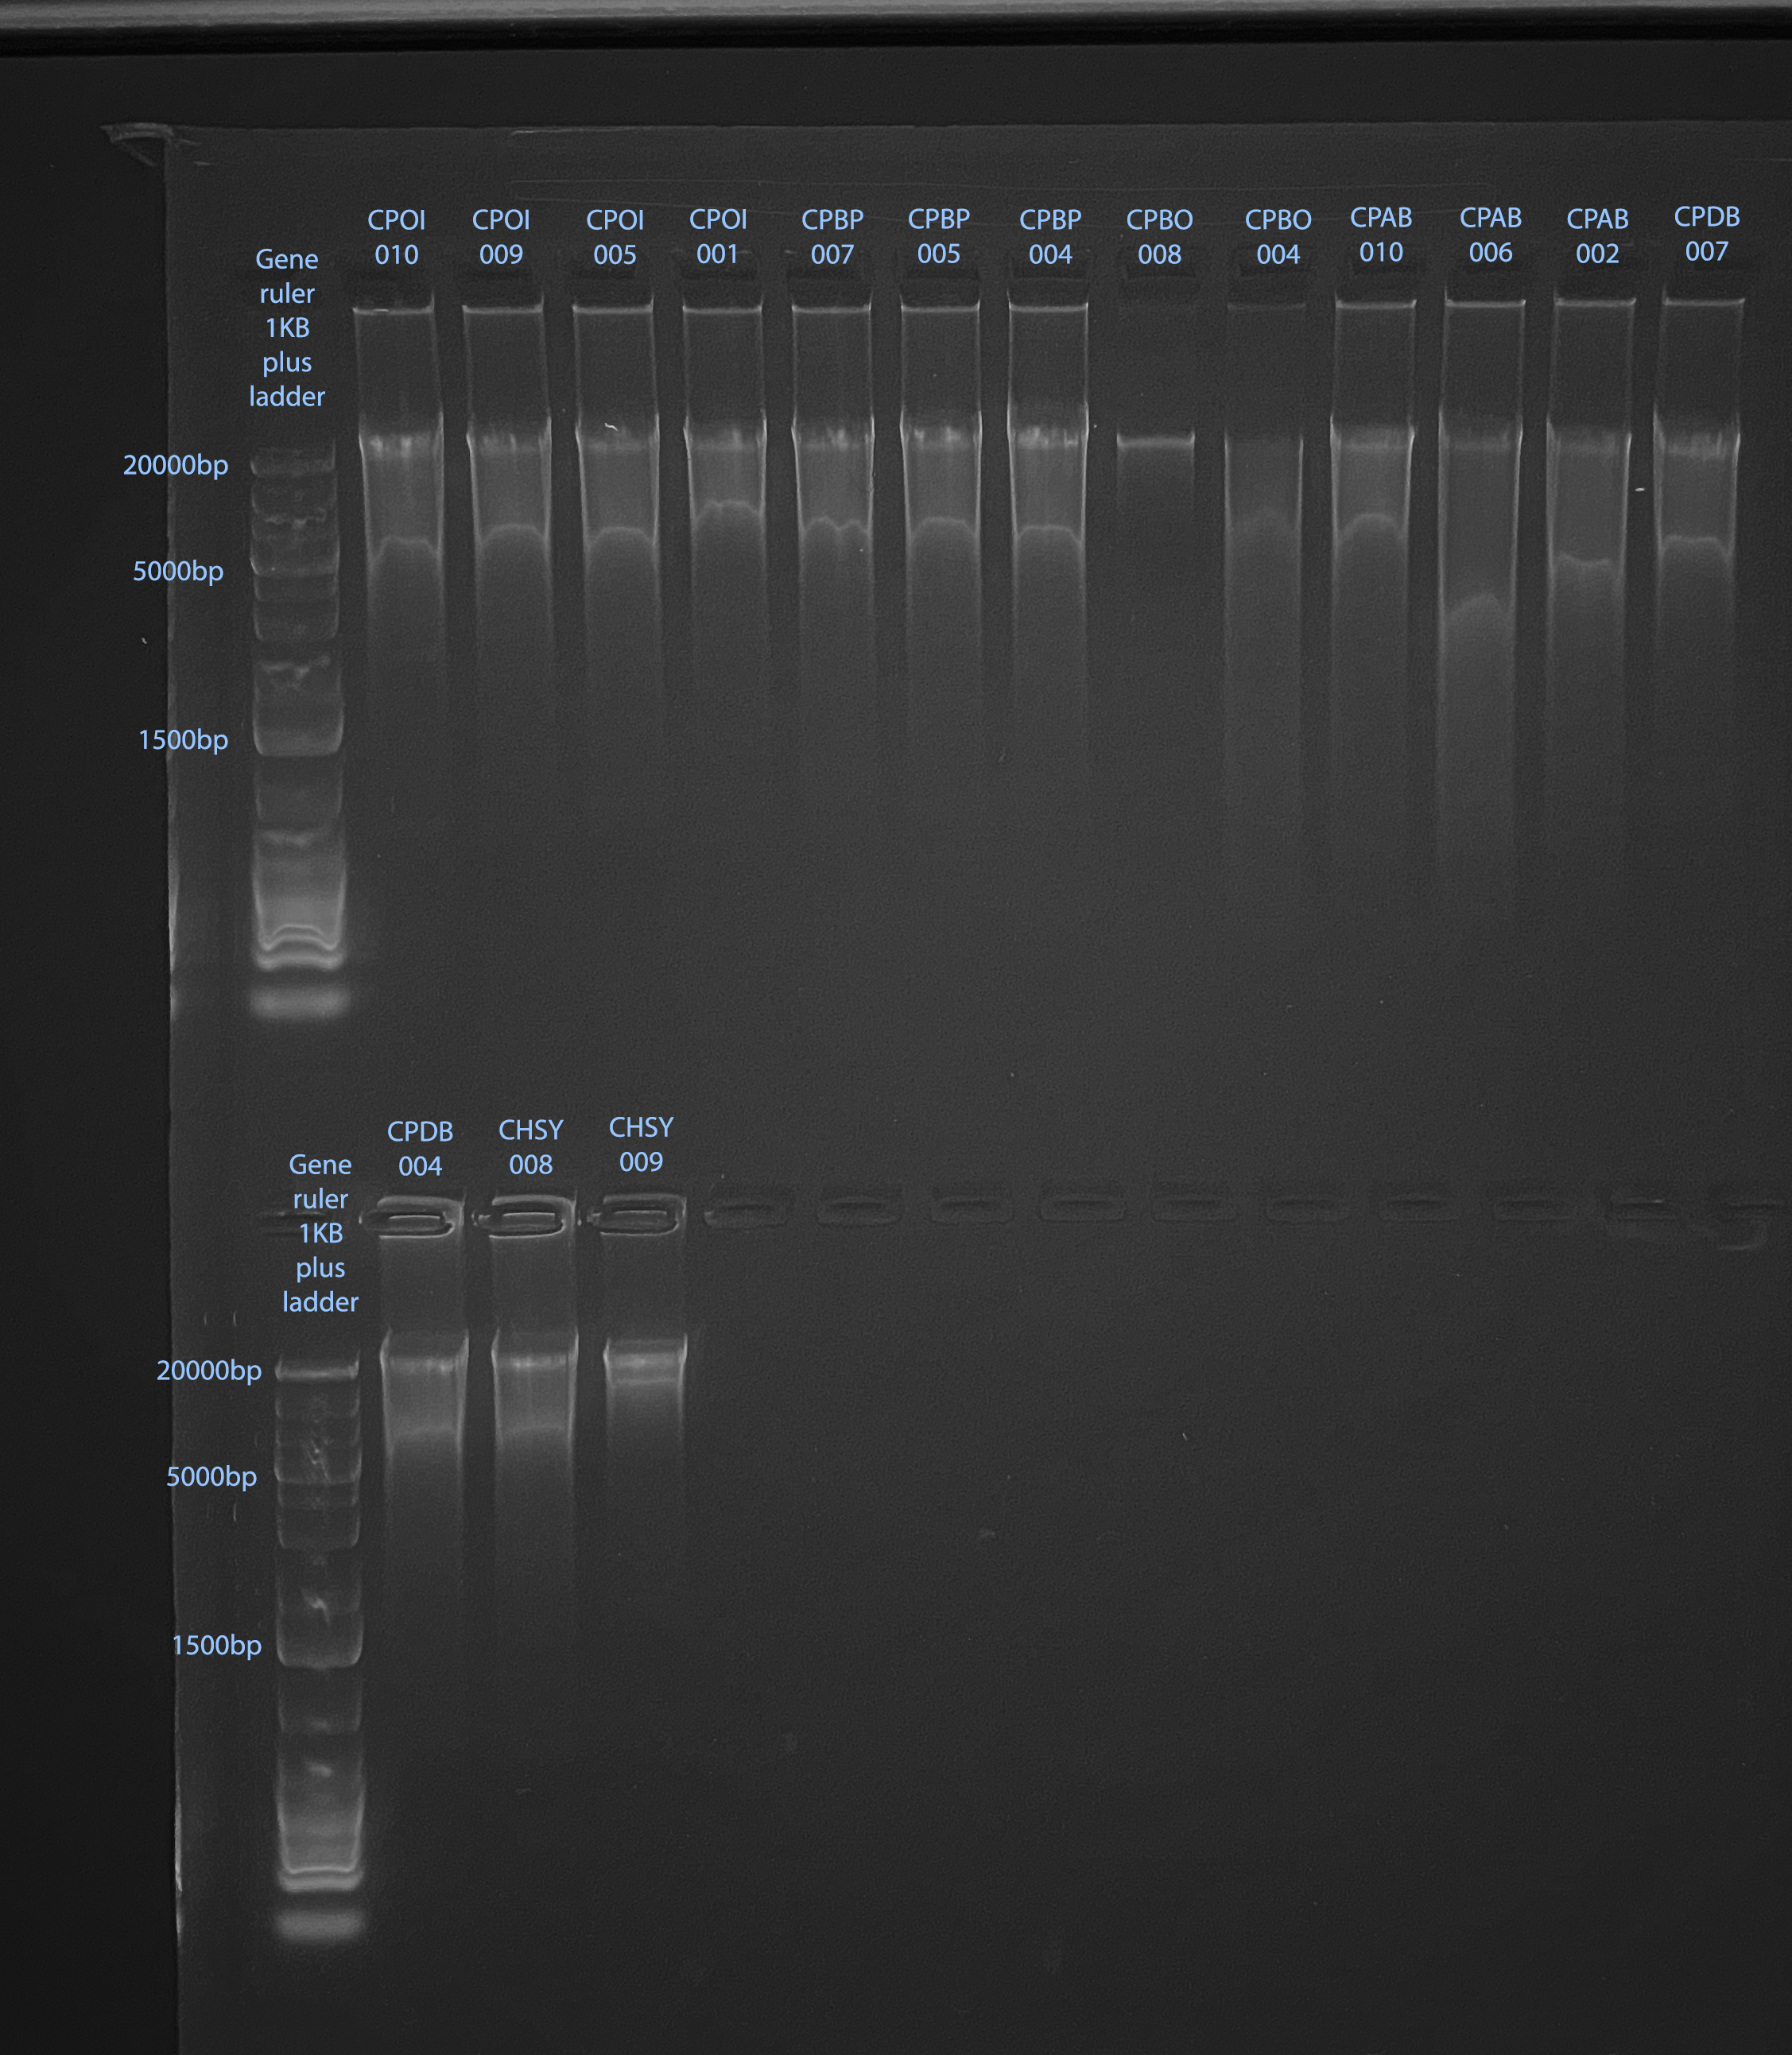 CPOI
010
CPOI
009
CPOI
005
CPOI
001
CPBP
007
CPBP
005
CPBP
004
CPBO
008
CPBO
004
CPAB
010
CPAB
006
CPAB
002
CPDB
007
Gene
ruler
1KB
plus
ladder
20000bp
5000bp
1500bp
CPDB
004
CHSY
008
CHSY
009
Gene
ruler
1KB
plus
ladder
20000bp
5000bp
1500bp